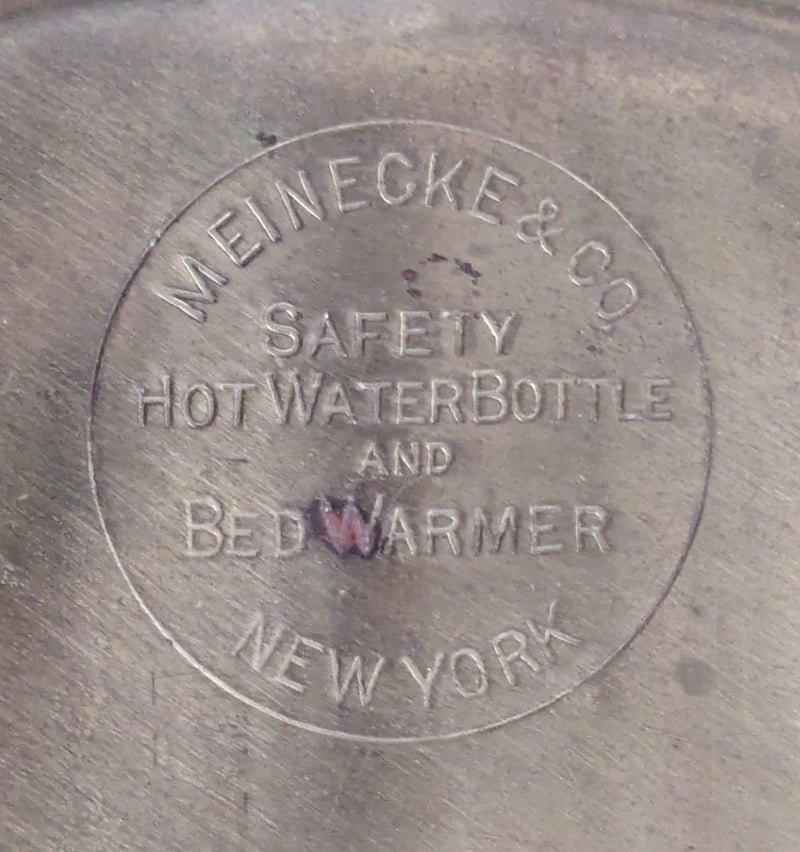 MEINECKE & CO.
SAFETY
HOT WATER BOTTLE
AND
BED WARMER
NEW YORK